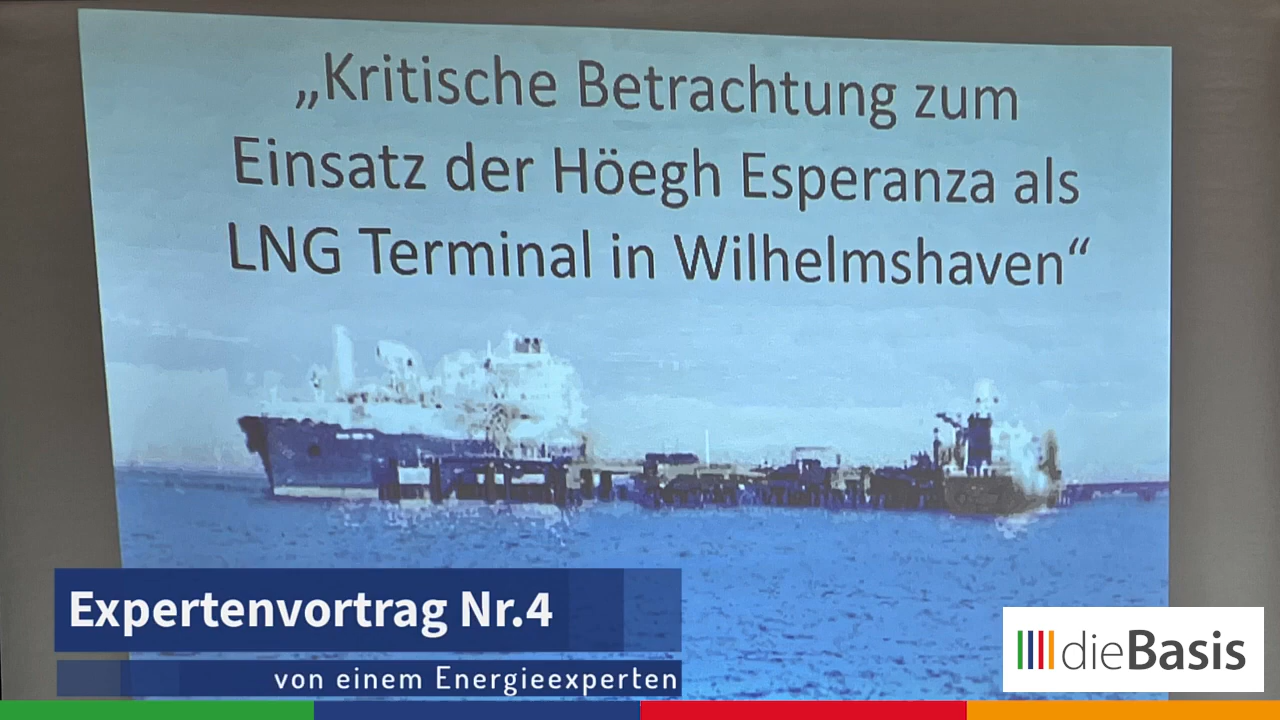 „Kritische Betrachtung zum
Einsatz der Höegh Esperanza als
LNG Terminal in Wilhelmshaven“
Expertenvortrag Nr.4
von einem Energieexperten
dieBasis